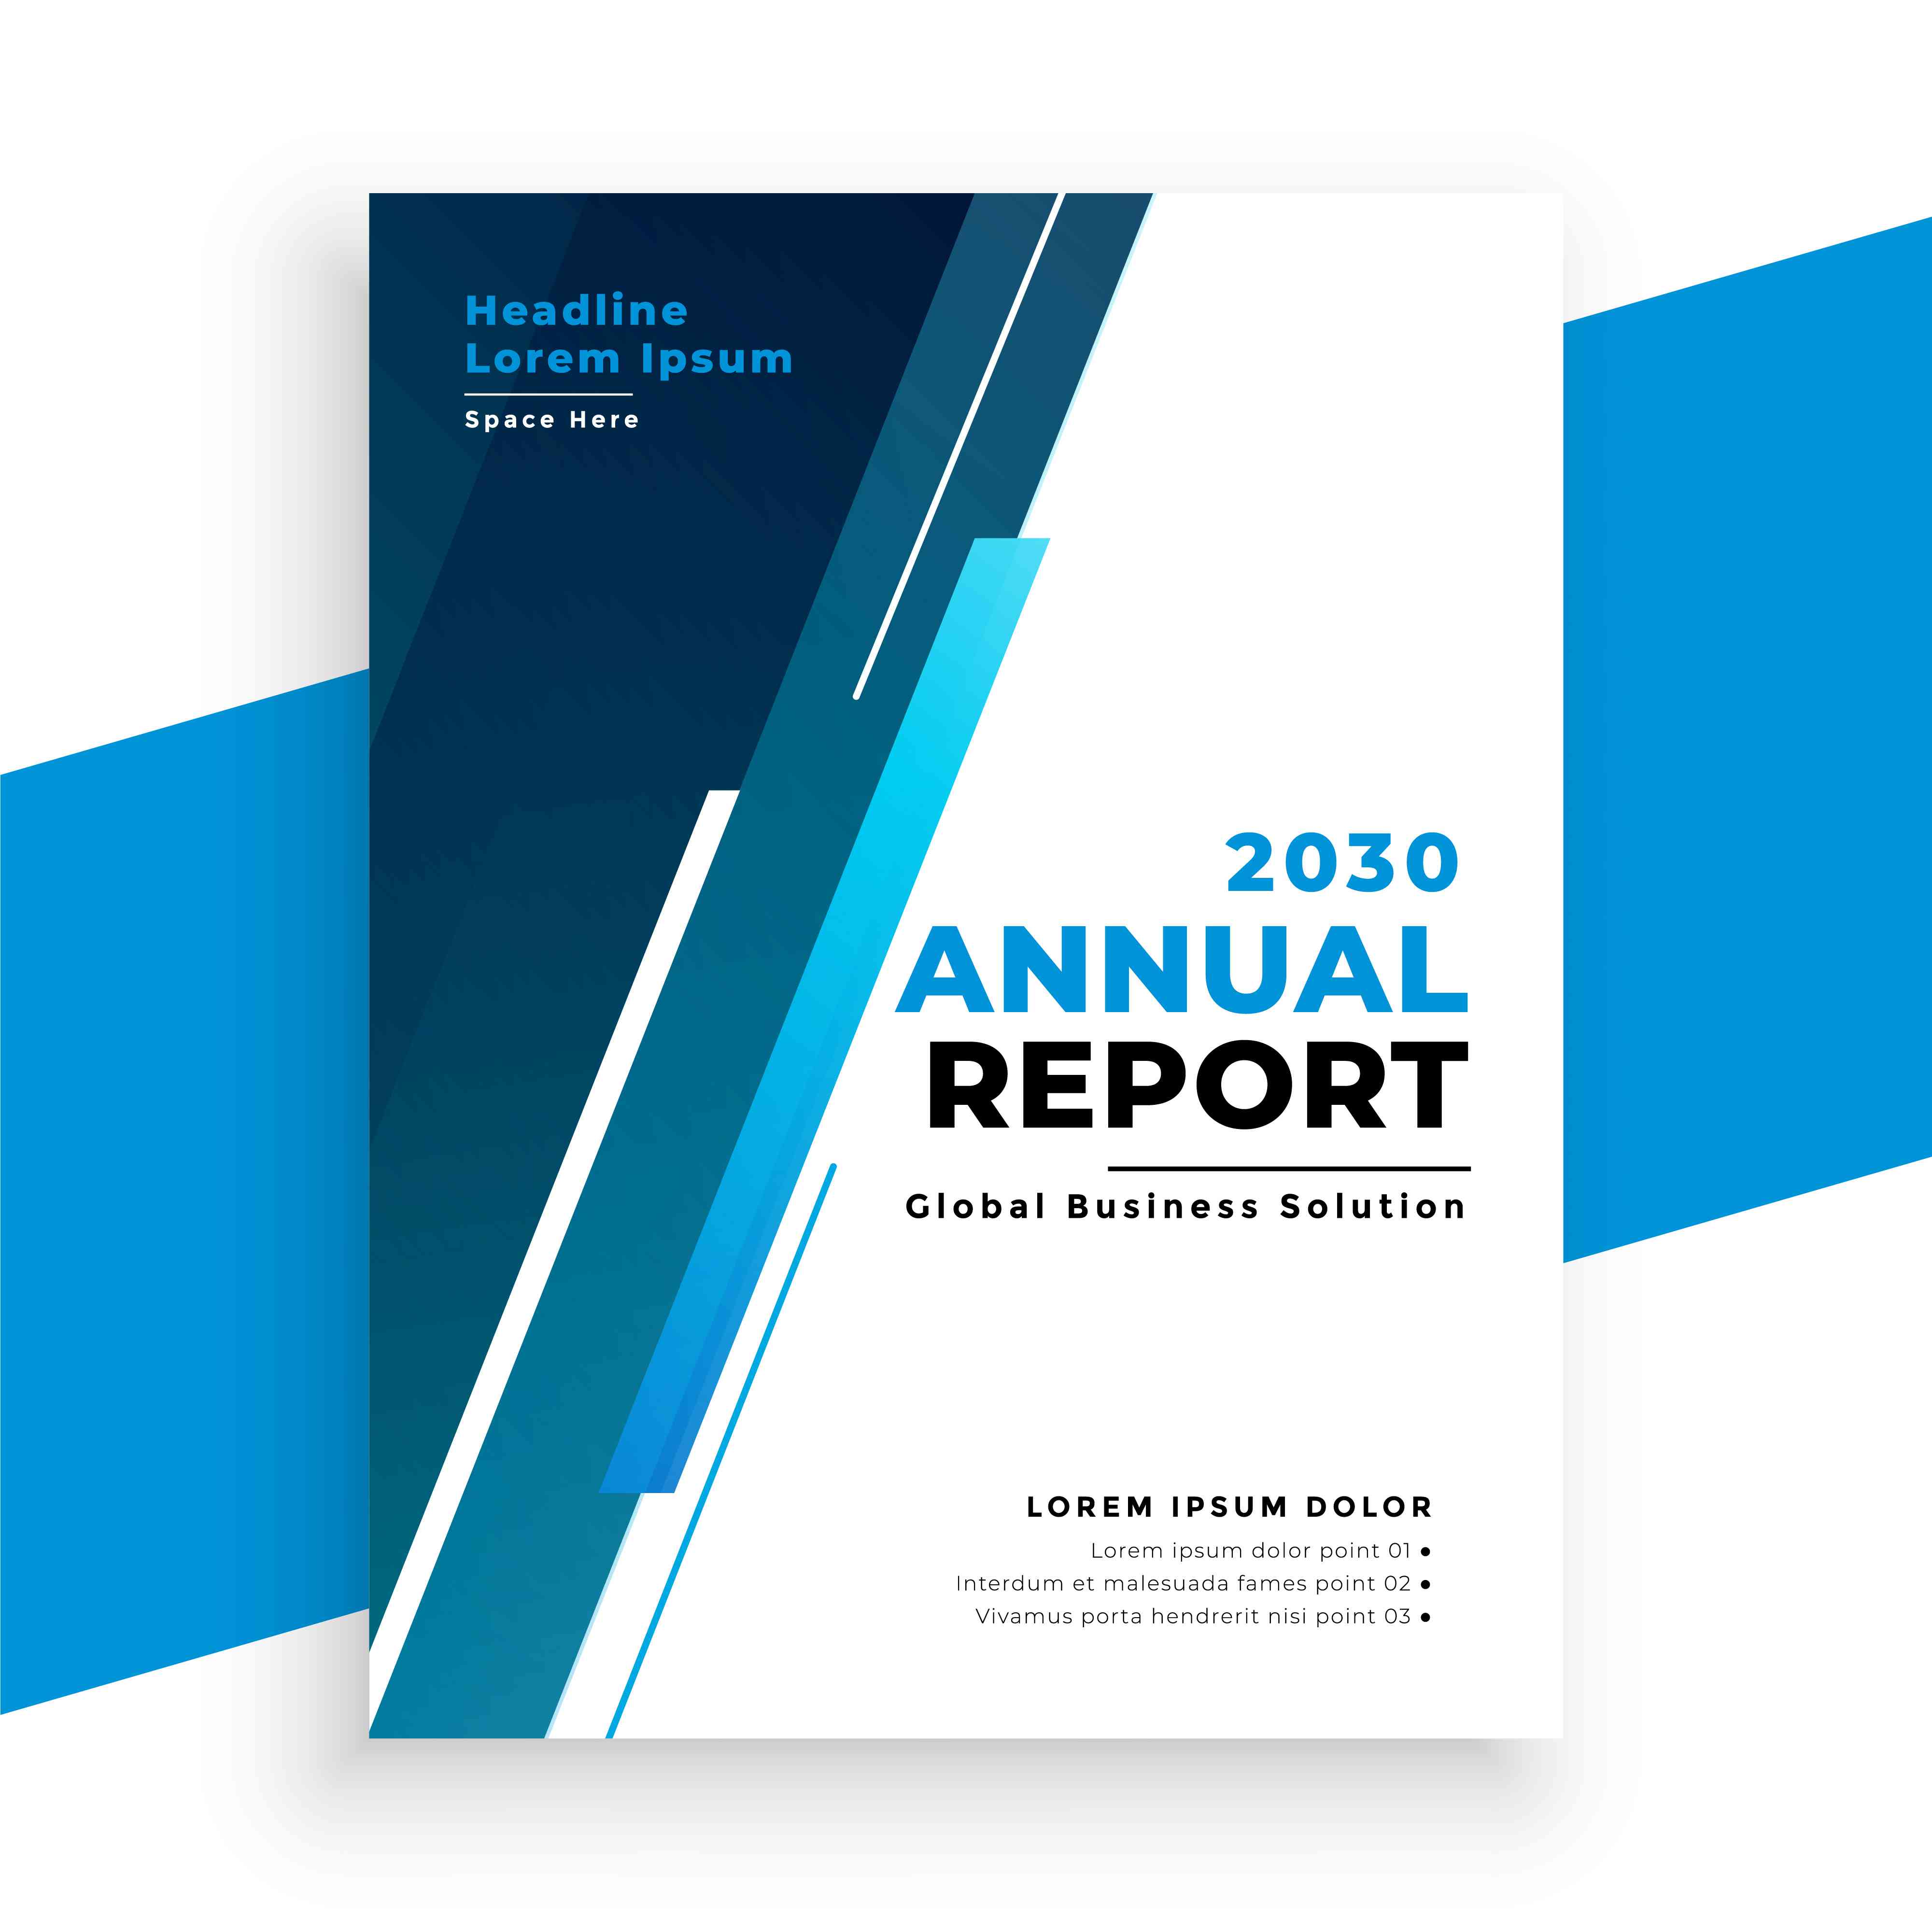 Headline
Lorem Ipsum
Space Here
2030
ANNUAL
REPORT
Global Business Solution
LOREM IPSUM DOLOR
Lorem ipsum dolor point 01 •
Interdum et malesuada fames point 02 •
Vivamus porta hendrerit nisi point 03 •